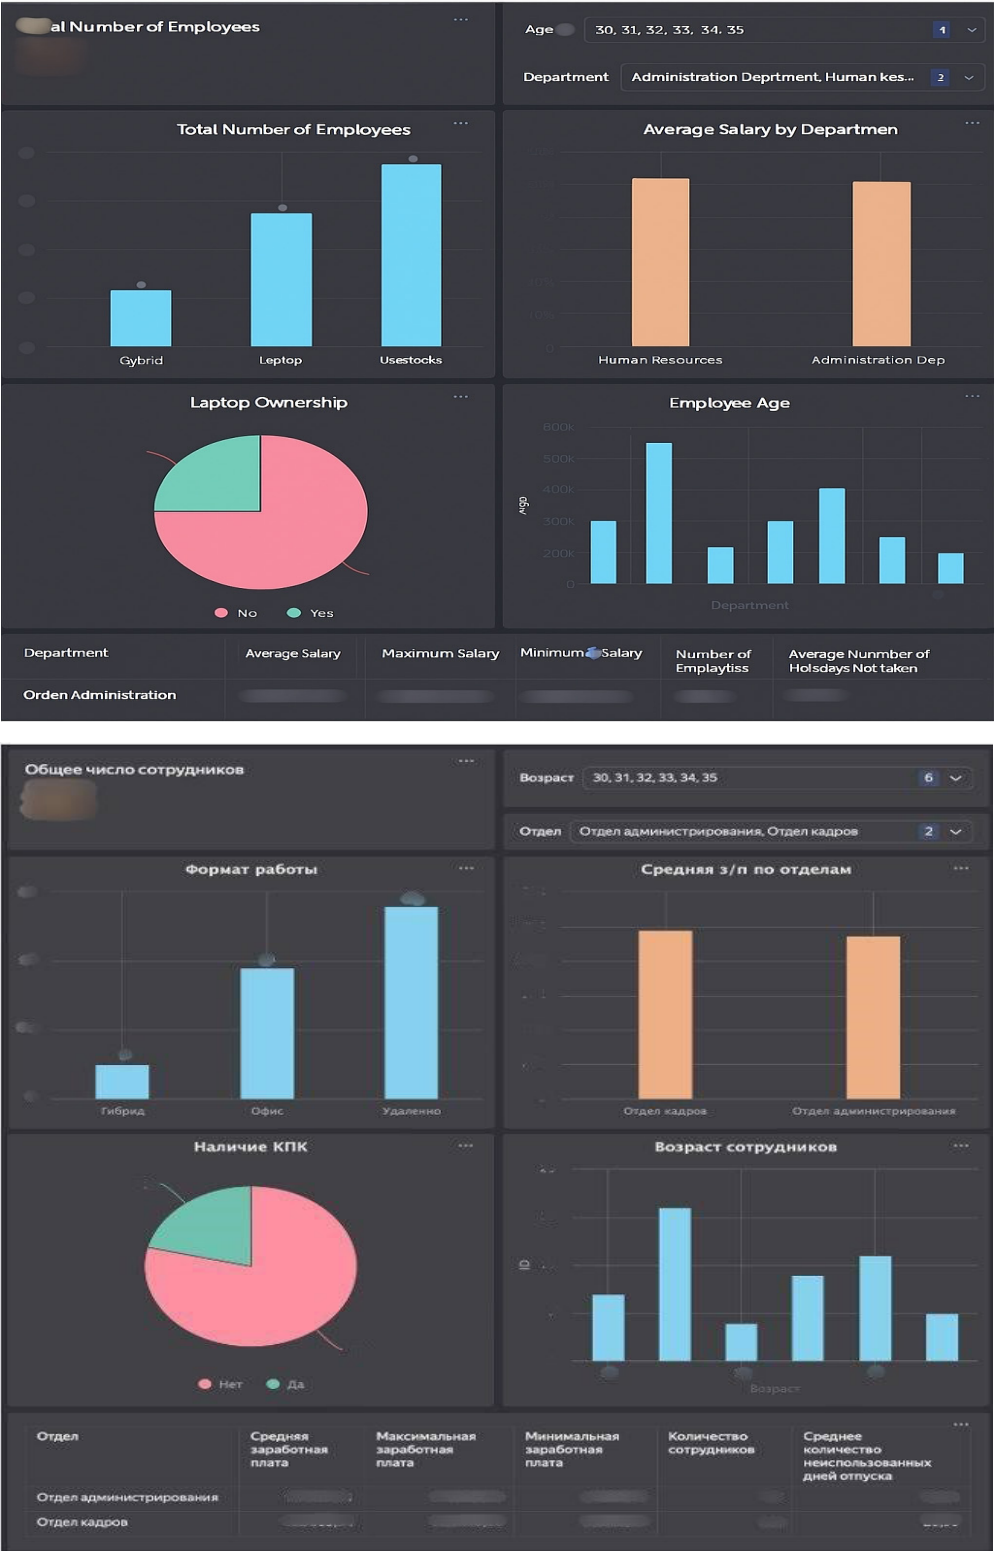 al Number of Employees
Age
30, 31, 32, 33, 34. 35
1
Department
Administration Deprtment, Human kes...
2
Total Number of Employees
Gybrid
Leptop
Usestocks
Average Salary by Departmen
Human Resources
Administration Dep
Laptop Ownership
No
Yes
Employee Age
800k
500k
400k
300k
200k
0
Department
Department
Average Salary
Maximum Salary
Minimum Salary
Number of
Emplaytiss
Average Nunmber of
Holsdays Not taken
Orden Administration
Общее число сотрудников
Возраст
30, 31, 32, 33, 34, 35
6
Отдел
Отдел администрирования, Отдел кадров
2
Формат работы
Гибрид
Офис
Удаленно
Средняя з/п по отделам
Отдел кадров
Отдел администрирования
Наличие КПК
Нет
Да
Возраст сотрудников
ID
Возраст
Отдел
Средняя
заработная
плата
Максимальная
заработная
плата
Минимальная
заработная
плата
Количество
сотрудников
Среднее
количество
неиспользованных
дней отпуска
Отдел администрирования
Отдел кадров